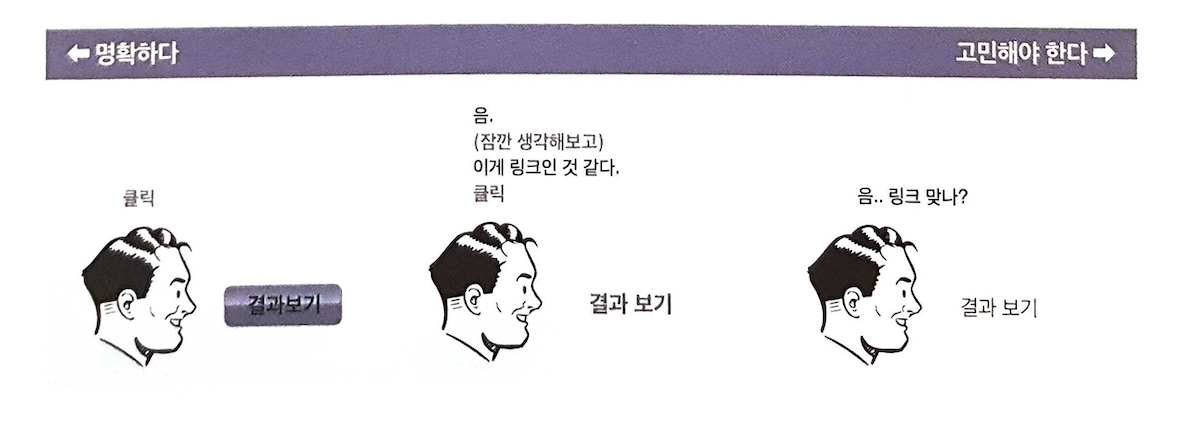 ← 명확하다
고민해야 한다 →
클릭
결과보기
음.
(잠깐 생각해보고)
이게 링크인 것 같다.
클릭
결과 보기
음.. 링크 맞나?
결과 보기